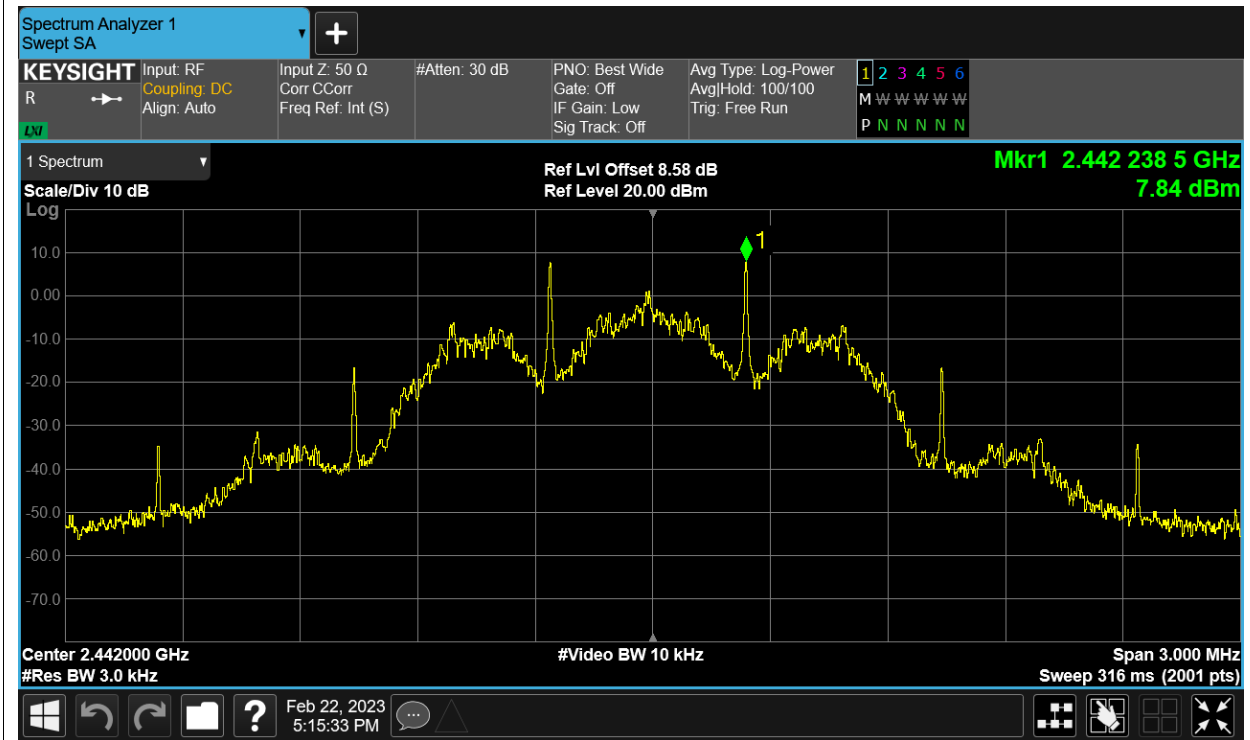 Spectrum Analyzer 1
Swept SA
+
KEYSIGHT
R
LXI
Input: RF
Coupling: DC
Align: Auto
Input Z: 50 Ω
Corr CCorr
Freq Ref: Int (S)
#Atten: 30 dB
PNO: Best Wide
Gate: Off
IF Gain: Low
Sig Track: Off
Avg Type: Log-Power
Avg|Hold: 100/100
Trig: Free Run
1 2 3 4 5 6
M W W W W W
P N N N N N
1 Spectrum
Scale/Div 10 dB
Log
Ref Lvl Offset 8.58 dB
Ref Level 20.00 dBm
Mkr1 2.442 238 5 GHz
7.84 dBm
1
10.0
0.00
-10.0
-20.0
-30.0
-40.0
-50.0
-60.0
-70.0
Center 2.442000 GHz
#Res BW 3.0 kHz
#Video BW 10 kHz
Span 3.000 MHz
Sweep 316 ms (2001 pts)
?
Feb 22, 2023
5:15:33 PM